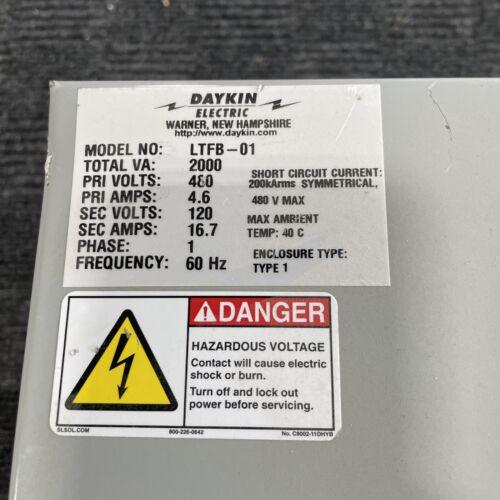 DAYKIN
ELECTRIC
WARNER, NEW HAMPSHIRE
http://www.daykin.com
MODEL NO: LTFB-01
TOTAL VA: 2000
PRI VOLTS: 480
PRI AMPS: 4.6
SEC VOLTS: 120
SEC AMPS: 16.7
PHASE: 1
FREQUENCY: 60 Hz
SHORT CIRCUIT CURRENT:
200kArms SYMMETRICAL,
480 V MAX
MAX AMBIENT
TEMP: 40 C
ENCLOSURE TYPE:
TYPE 1
DANGER
HAZARDOUS VOLTAGE
Contact will cause electric
shock or burn.
Turn off and lock out
power before servicing.
SLSOL.COM 800-226-0642 No. C8002-11DHYB